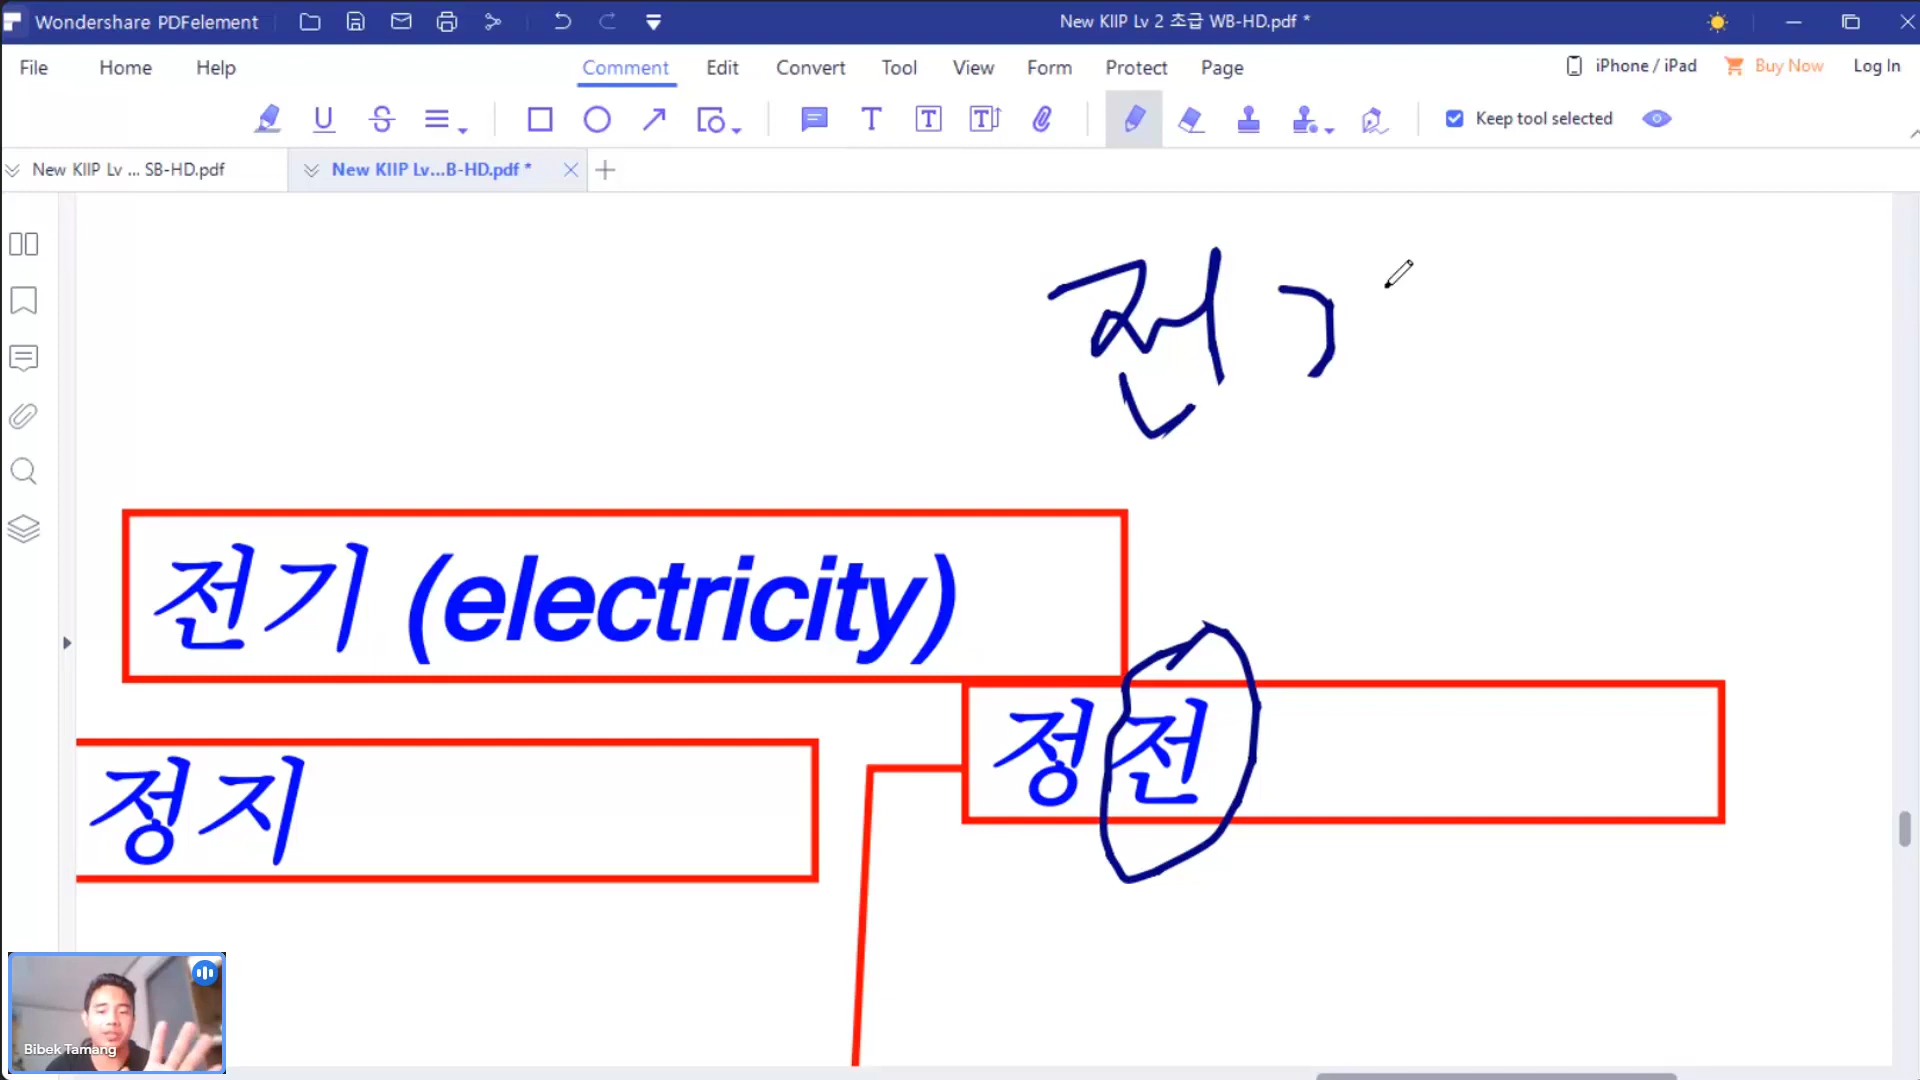 Wondershare PDFelement
New KIIP Lv 2 초급 WB-HD.pdf *
File Home Help Comment Edit Convert Tool View Form Protect Page iPhone / iPad Buy Now Log In
Keep tool selected
New KIIP Lv ... SB-HD.pdf New KIIP Lv...B-HD.pdf *
전
전기 (electricity)
정전
정지
Bibek Tamang